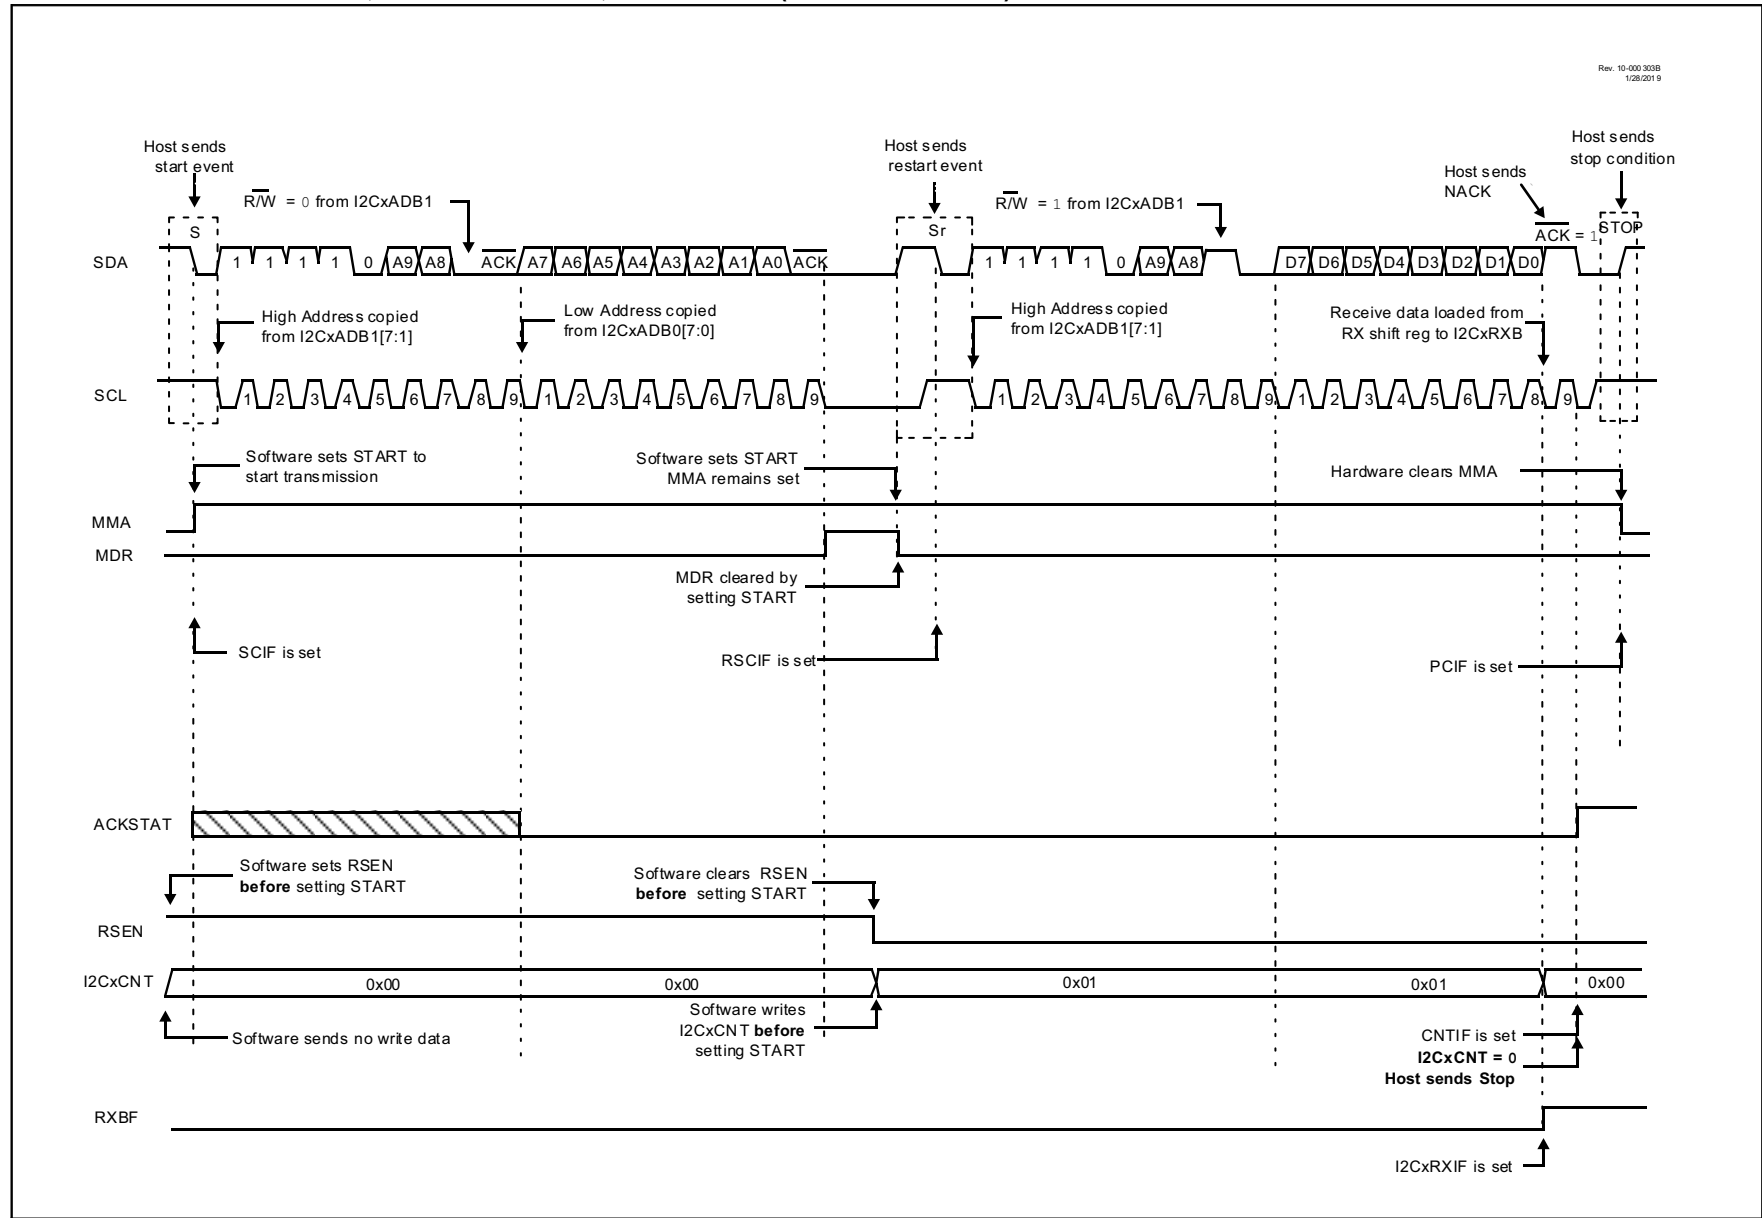 Rev. 10-000 303B
1/28/201 9
Host sends
start event
Host sends
restart event
Host sends
stop condition
Host sends
NACK
R/W = 0 from I2CxADB1
R/W = 1 from I2CxADB1
S
Sr
ACK = 1
STOP
SDA
1 1 1 1 0 A9 A8 ACK A7 A6 A5 A4 A3 A2 A1 A0 ACK 1 1 1 1 0 A9 A8 D7 D6 D5 D4 D3 D2 D1 D0
High Address copied
from I2CxADB1[7:1]
Low Address copied
from I2CxADB0[7:0]
High Address copied
from I2CxADB1[7:1]
Receive data loaded from
RX shift reg to I2CxRXB
SCL
1 2 3 4 5 6 7 8 9 1 2 3 4 5 6 7 8 9 1 2 3 4 5 6 7 8 9 1 2 3 4 5 6 7 8 9
Software sets START to
start transmission
Software sets START
MMA remains set
Hardware clears MMA
MMA
MDR
MDR cleared by
setting START
SCIF is set
RSCIF is set
PCIF is set
ACKSTAT
Software sets RSEN
before setting START
Software clears RSEN
before setting START
RSEN
I2CxCNT
0x00 0x00 0x01 0x01 0x00
Software sends no write data
Software writes
I2CxCNT before
setting START
CNTIF is set
I2CxCNT = 0
Host sends Stop
RXBF
I2CxRXIF is set